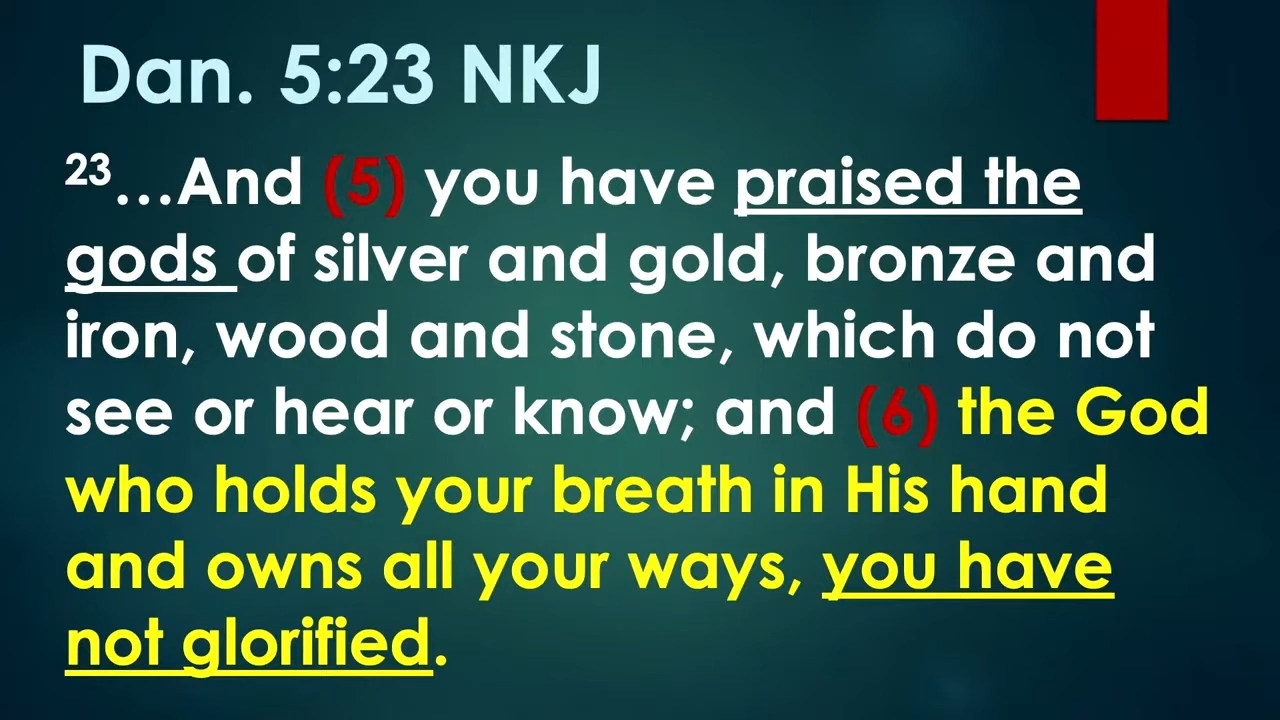 Dan. 5:23 NKJ
23…And (5) you have praised the
gods of silver and gold, bronze and
iron, wood and stone, which do not
see or hear or know; and (6) the God
who holds your breath in His hand
and owns all your ways, you have
not glorified.